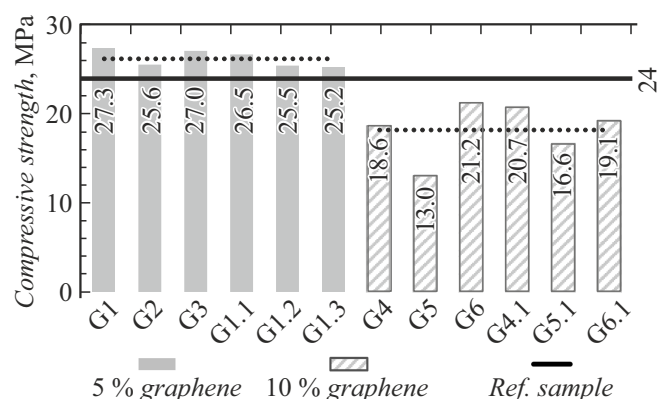 Compressive strength, MPa
30
20
10
0
27.3
25.6
27.0
26.5
25.5
25.2
18.6
13.0
21.2
20.7
16.6
19.1
24
G1
G2
G3
G1.1
G1.2
G1.3
G4
G5
G6
G4.1
G5.1
G6.1
5 % graphene
10 % graphene
Ref. sample